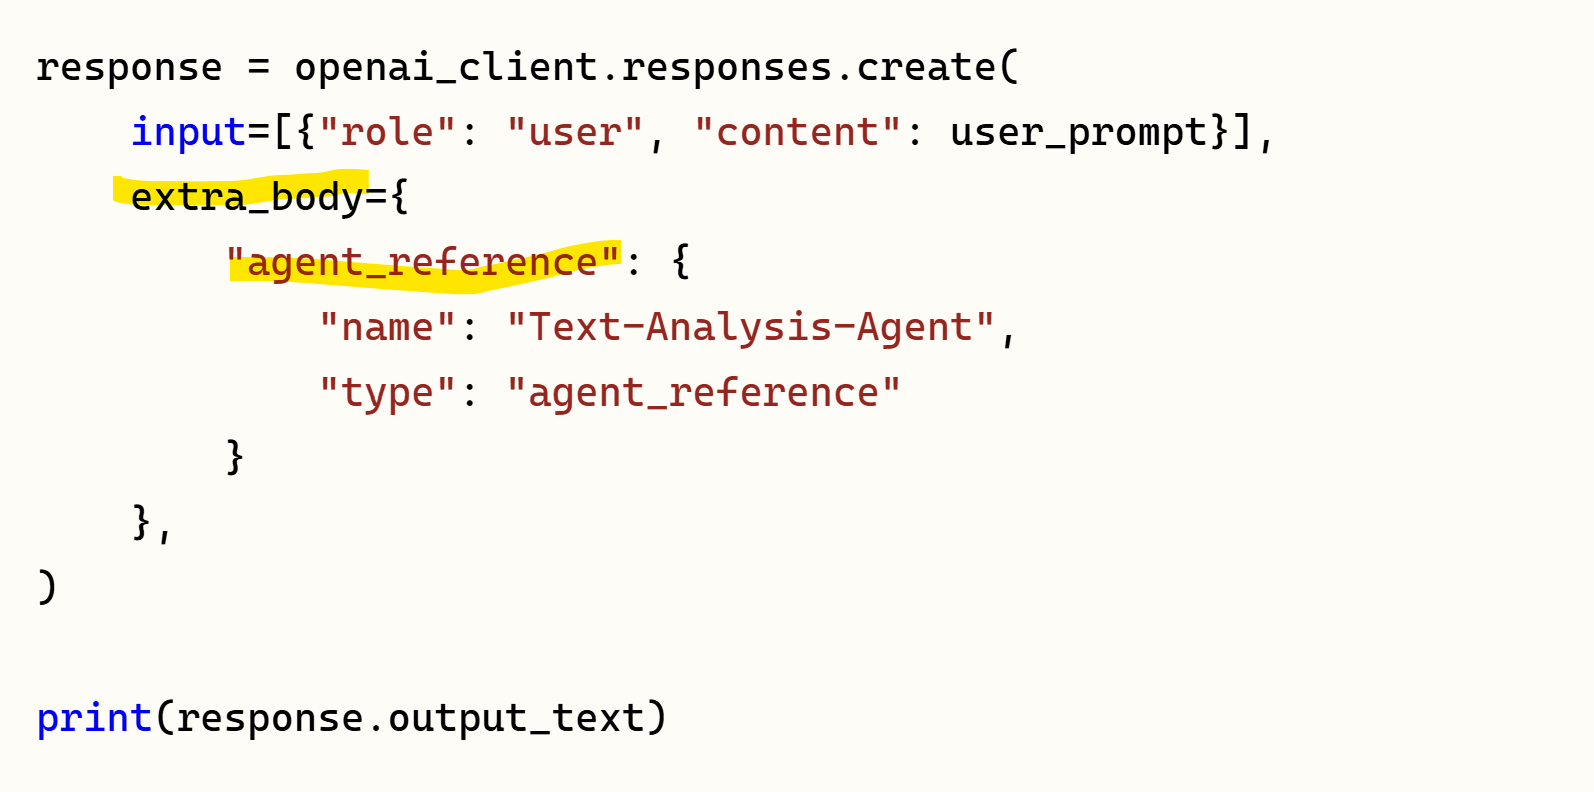 response = openai_client.responses.create(
    input=[{"role": "user", "content": user_prompt}],
    extra_body={
        "agent_reference": {
            "name": "Text-Analysis-Agent",
            "type": "agent_reference"
        }
    },
)

print(response.output_text)